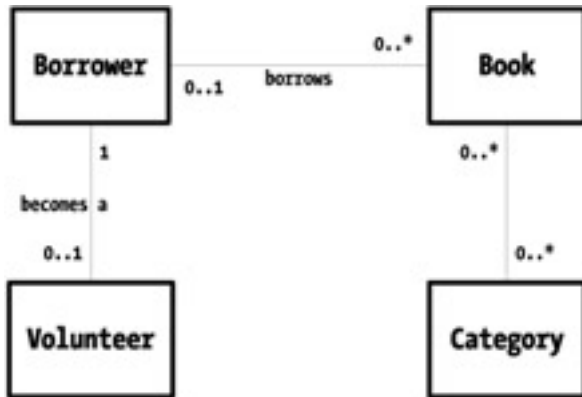 Borrower
0..*
Book
0..1
borrows
1
0..*
becomes a
0..1
0..*
Volunteer
Category